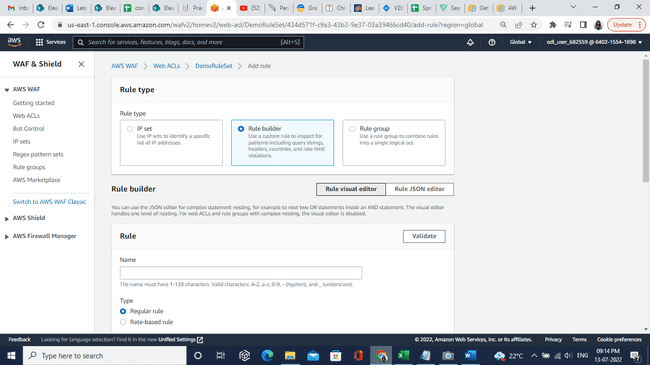 Inb
Elea
Les
Elea
con
Elea
Pra
(52
Par
Gra
Chi
Lea
V2(
Spl
Sea
Get
AW
us-east-1.console.aws.amazon.com/wafv2/homev2/web-acl/DemoRuleSet/434d571f-c9a3-43b2-9e37-03a39466cd40/add-rule?region=global
Update
aws
Services
Search for services, features, blogs, docs, and more
[Alt+S]
Global
odl_user_682559 @ 6402-1554-1898
WAF & Shield
AWS WAF
Getting started
Web ACLs
Bot Control
IP sets
Regex pattern sets
Rule groups
AWS Marketplace
Switch to AWS WAF Classic
AWS Shield
AWS Firewall Manager
AWS WAF > Web ACLs > DemoRuleSet > Add rule
Rule type
Rule type
IP set
Use IP sets to identify a specific
list of IP addresses.
Rule builder
Use a custom rule to inspect for
patterns including query strings,
headers, countries, and rate limit
violations.
Rule group
Use a rule group to combine rules
into a single logical set.
Rule builder
Rule visual editor
Rule JSON editor
You can use the JSON editor for complex statement nesting, for example to nest two OR statements inside an AND statement. The visual editor
handles one level of nesting. For web ACLs and rule groups with complex nesting, the visual editor is disabled.
Rule
Validate
Name
The name must have 1-128 characters. Valid characters: A-Z, a-z, 0-9, - (hyphen), and _ (underscore).
Type
Regular rule
Rate-based rule
Feedback
Looking for language selection? Find it in the new Unified Settings
© 2022, Amazon Web Services, Inc. or its affiliates.
Privacy
Terms
Cookie preferences
Type here to search
22°C
ENG
09:14 PM
13-07-2022